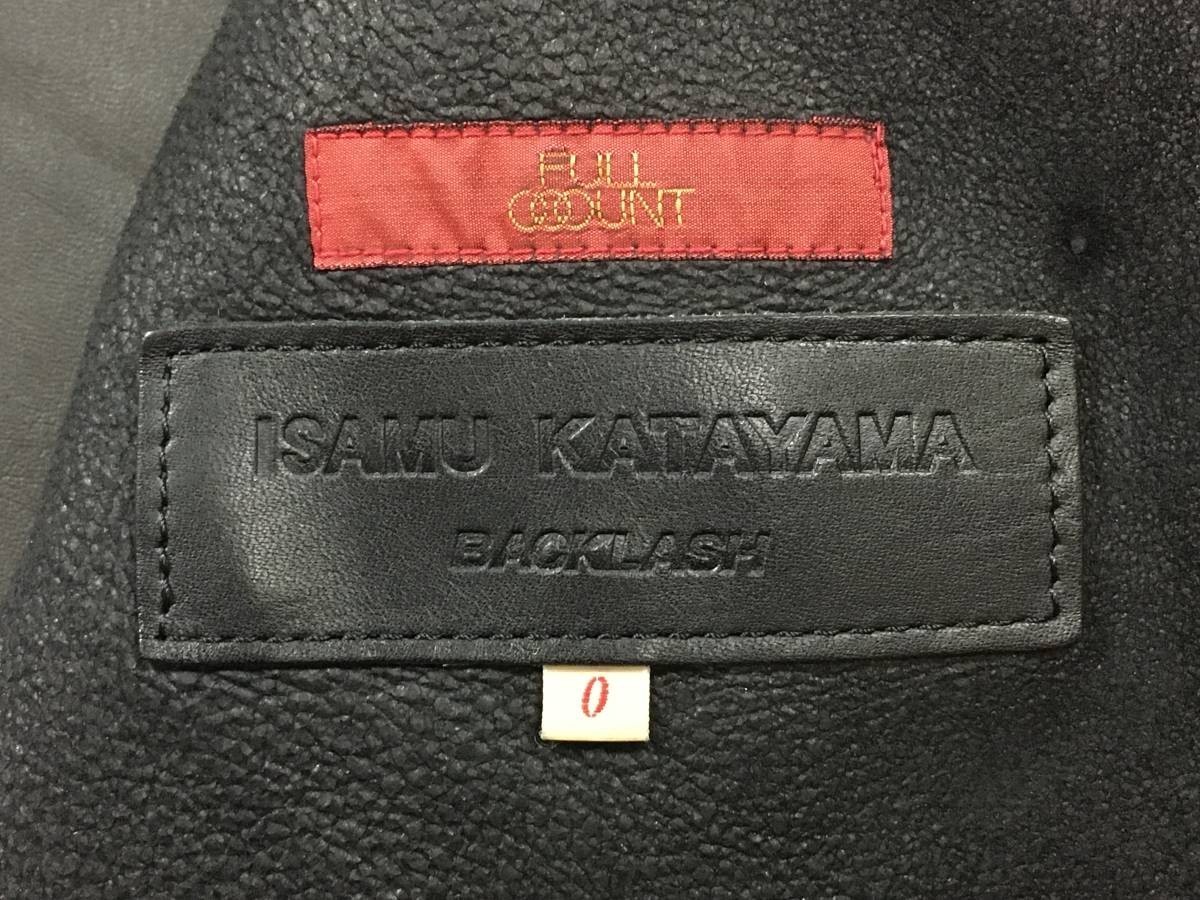 FULL
COUNT
ISAMU KATAYAMA
BACKLASH
0